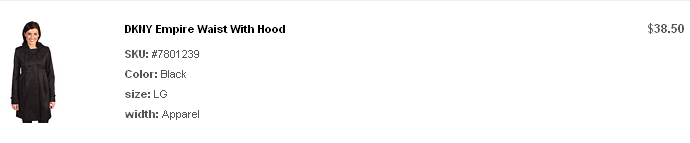 DKNY Empire Waist With Hood $38.50
SKU: #7801239
Color: Black
size: LG
width: Apparel